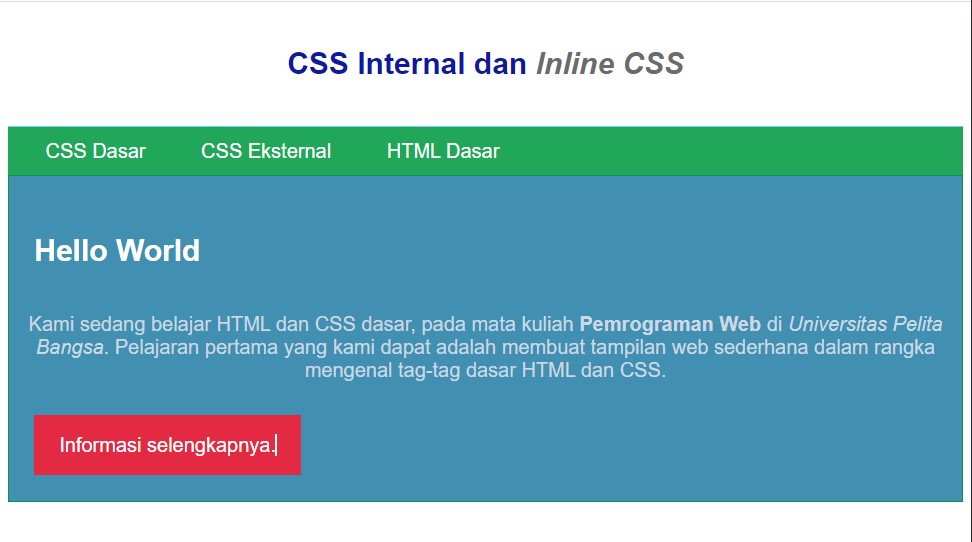 CSS Internal dan Inline CSS
CSS Dasar CSS Eksternal HTML Dasar
Hello World
Kami sedang belajar HTML dan CSS dasar, pada mata kuliah Pemrograman Web di Universitas Pelita
Bangsa. Pelajaran pertama yang kami dapat adalah membuat tampilan web sederhana dalam rangka
mengenal tag-tag dasar HTML dan CSS.
Informasi selengkapnya.